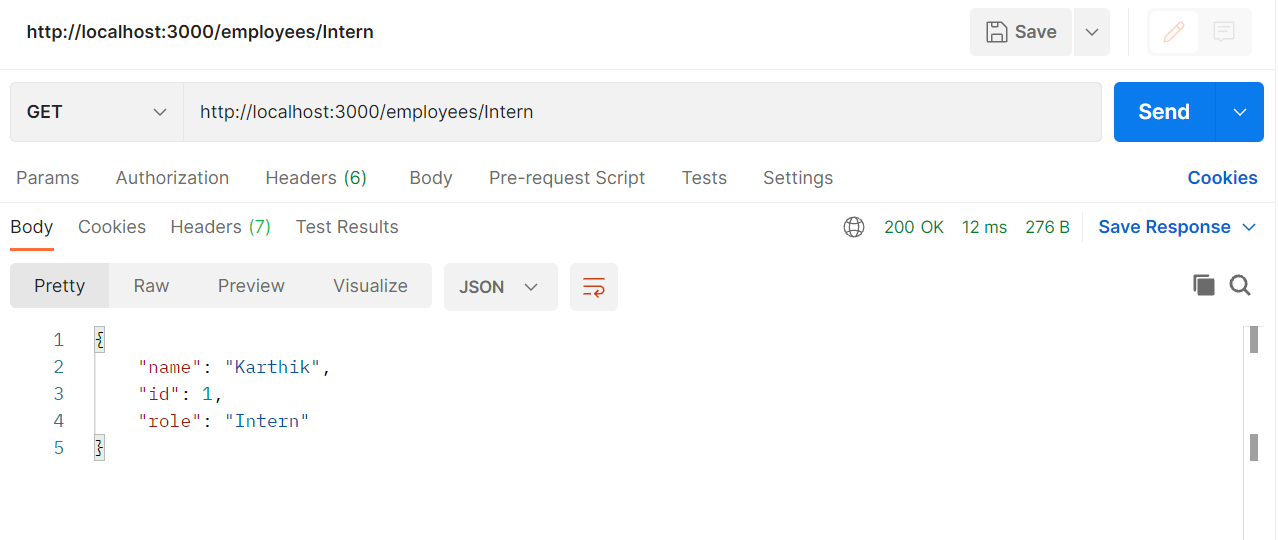 http://localhost:3000/employees/Intern Save
GET http://localhost:3000/employees/Intern Send
Params Authorization Headers (6) Body Pre-request Script Tests Settings Cookies
Body Cookies Headers (7) Test Results 200 OK 12 ms 276 B Save Response
Pretty Raw Preview Visualize JSON
1 {
2 "name": "Karthik",
3 "id": 1,
4 "role": "Intern"
5 }